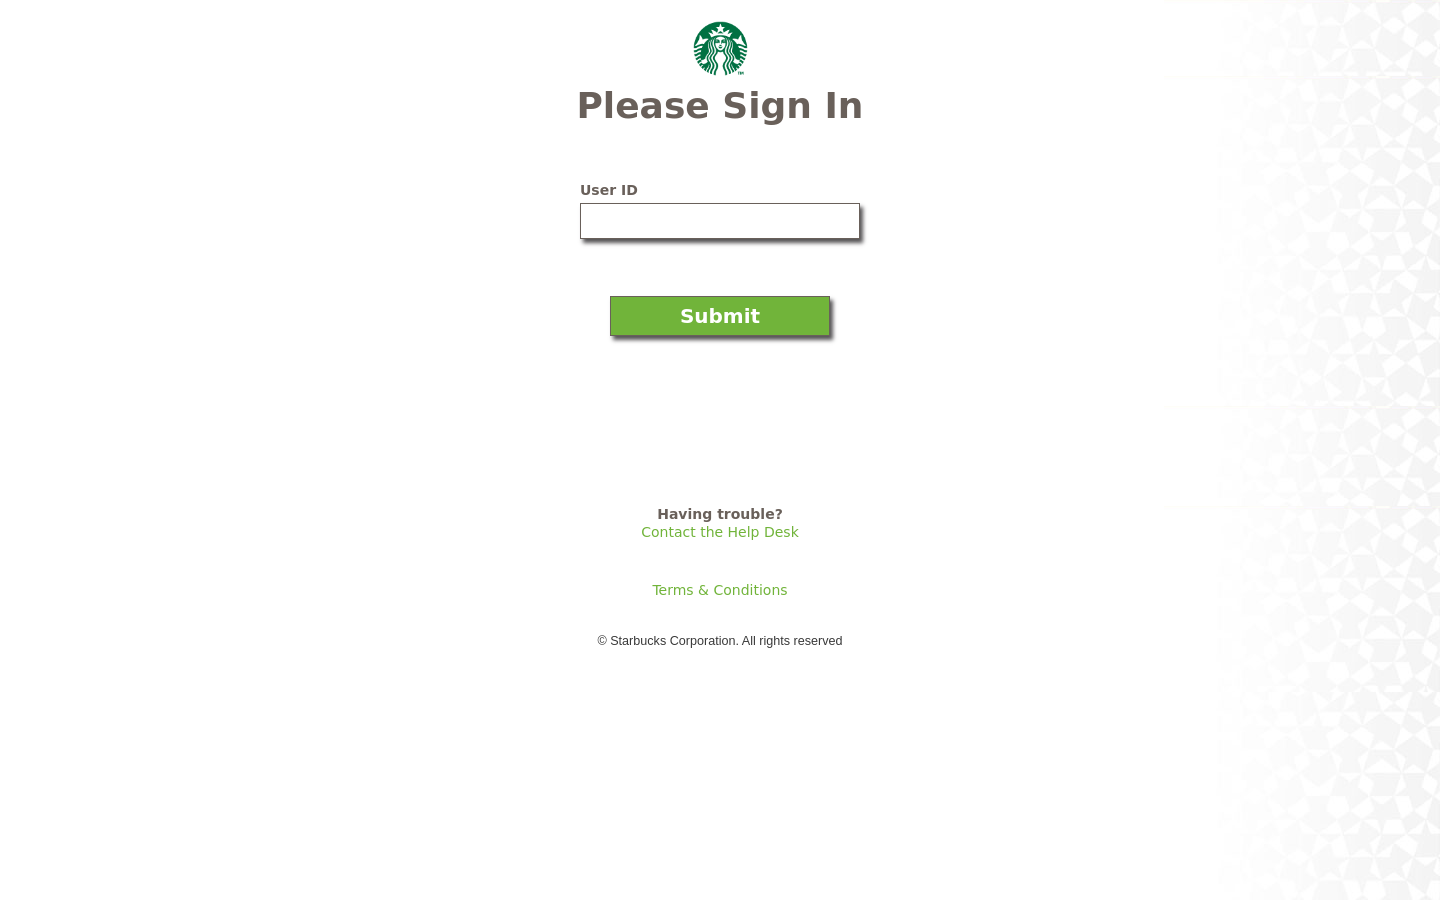 Please Sign In
User ID
Submit
Having trouble?
Contact the Help Desk
Terms & Conditions
© Starbucks Corporation. All rights reserved